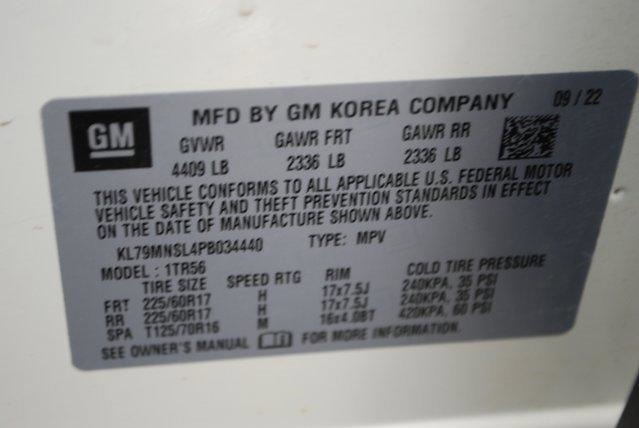 GM
MFD BY GM KOREA COMPANY 09 / 22
GVWR GAWR FRT GAWR RR
4409 LB 2336 LB 2336 LB
THIS VEHICLE CONFORMS TO ALL APPLICABLE U.S. FEDERAL MOTOR
VEHICLE SAFETY AND THEFT PREVENTION STANDARDS IN EFFECT
ON THE DATE OF MANUFACTURE SHOWN ABOVE.
KL79MNSL4PB034440 TYPE: MPV
MODEL : 1TR56
TIRE SIZE SPEED RTG RIM COLD TIRE PRESSURE
FRT 225/60R17 H 17x7.5J 240KPA, 35 PSI
RR 225/60R17 H 17x7.5J 240KPA, 35 PSI
SPA T125/70R16 M 16x4.0BT 420KPA, 60 PSI
SEE OWNER'S MANUAL FOR MORE INFORMATION.